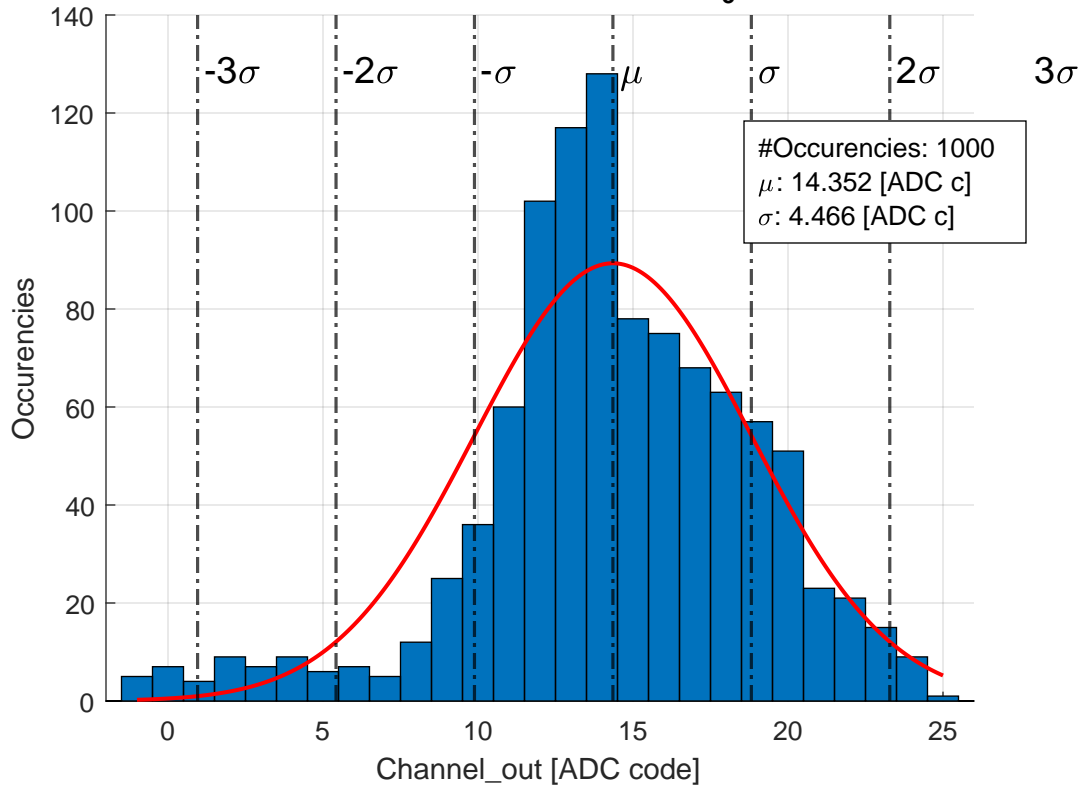 140
120
100
80
60
40
20
0
Occurencies
-3σ -2σ -σ μ σ 2σ 3σ
#Occurencies: 1000
μ: 14.352 [ADC c]
σ: 4.466 [ADC c]
0 5 10 15 20 25
Channel_out [ADC code]